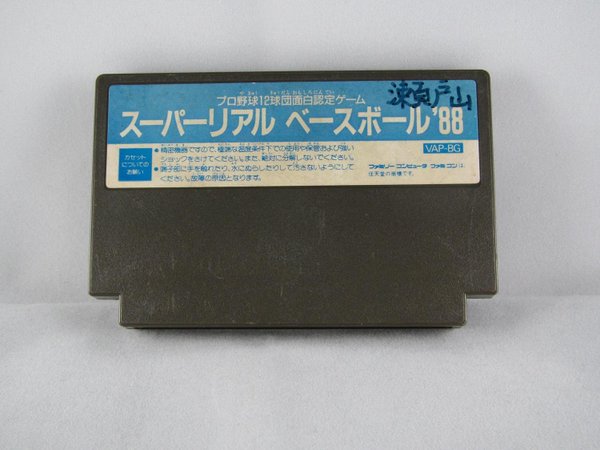 プロ野球12球団面白認定ゲーム
瀬戸山
スーパーリアル ベースボール'88
VAP-BG
カセット
についての
お願い
●精密機器ですので、極端な温度条件下での使用や保管および強い
ショックをさけてください。また、絶対に分解しないでください。
●端子部に手を触れたり、水にぬらしたりして汚さないようにして
ください。故障の原因となります。
ファミリーコンピュータ ファミコンは、
任天堂の商標です。